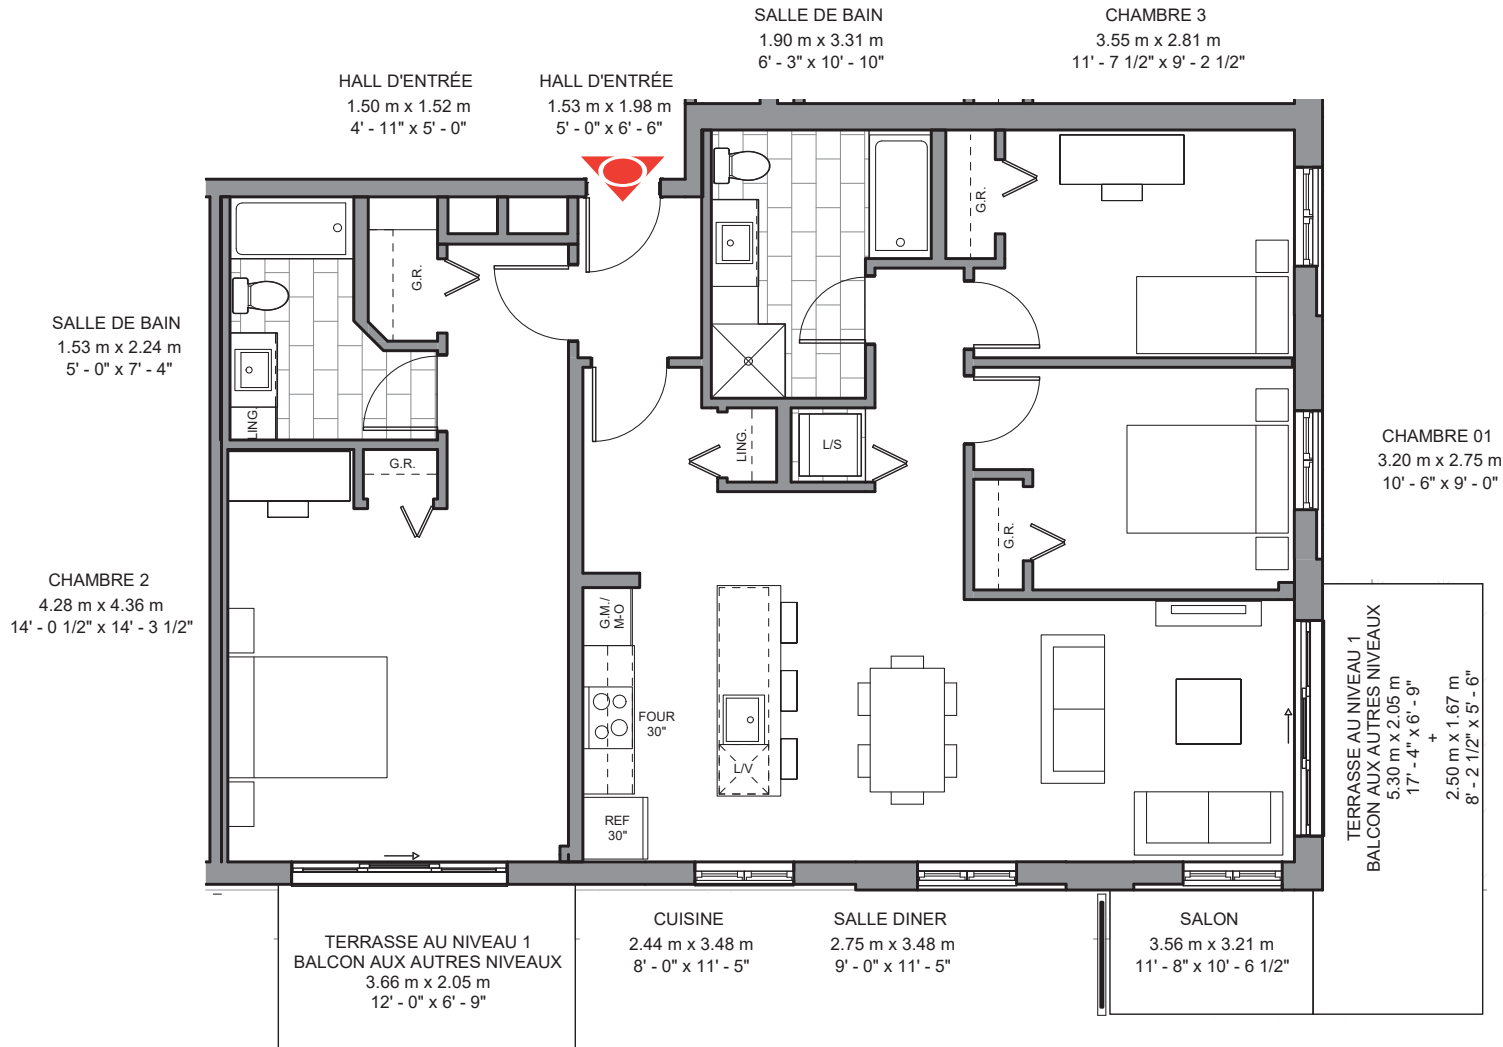 SALLE DE BAIN
1.90 m x 3.31 m
6' - 3" x 10' - 10"
CHAMBRE 3
3.55 m x 2.81 m
11' - 7 1/2" x 9' - 2 1/2"
HALL D'ENTRÉE
1.50 m x 1.52 m
4' - 11" x 5' - 0"
HALL D'ENTRÉE
1.53 m x 1.98 m
5' - 0" x 6' - 6"
G.R.
G.R.
SALLE DE BAIN
1.53 m x 2.24 m
5' - 0" x 7' - 4"
LING.
G.R.
LING.
L/S
CHAMBRE 01
3.20 m x 2.75 m
10' - 6" x 9' - 0"
G.R.
CHAMBRE 2
4.28 m x 4.36 m
14' - 0 1/2" x 14' - 3 1/2"
G.M./
M-O
FOUR
30"
L/V
REF
30"
TERRASSE AU NIVEAU 1
BALCON AUX AUTRES NIVEAUX
5.30 m x 2.05 m
17' - 4" x 6' - 9"
+
2.50 m x 1.67 m
8' - 2 1/2" x 5' - 6"
TERRASSE AU NIVEAU 1
BALCON AUX AUTRES NIVEAUX
3.66 m x 2.05 m
12' - 0" x 6' - 9"
CUISINE
2.44 m x 3.48 m
8' - 0" x 11' - 5"
SALLE DINER
2.75 m x 3.48 m
9' - 0" x 11' - 5"
SALON
3.56 m x 3.21 m
11' - 8" x 10' - 6 1/2"